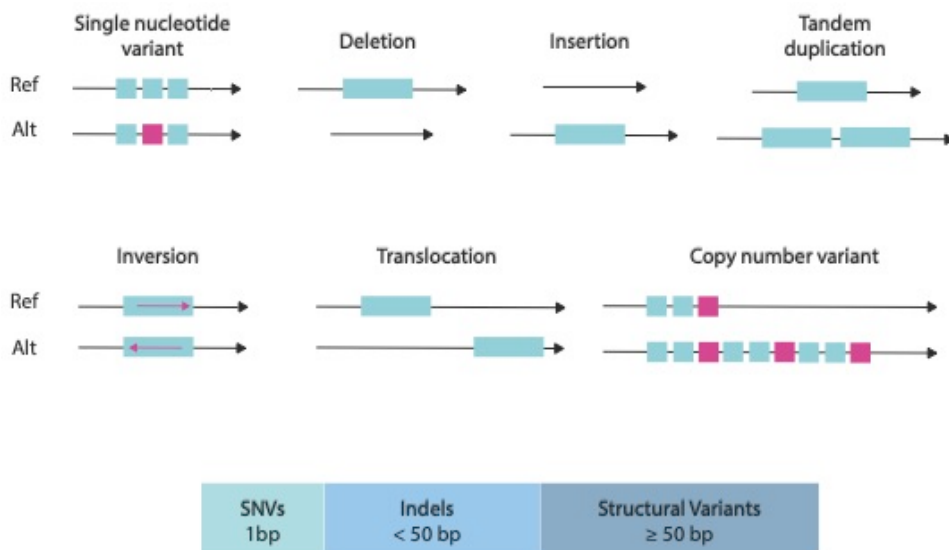 Single nucleotide
variant
Deletion
Insertion
Tandem
duplication
Ref
Alt
Inversion
Translocation
Copy number variant
Ref
Alt
SNVs
1bp
Indels
< 50 bp
Structural Variants
≥ 50 bp